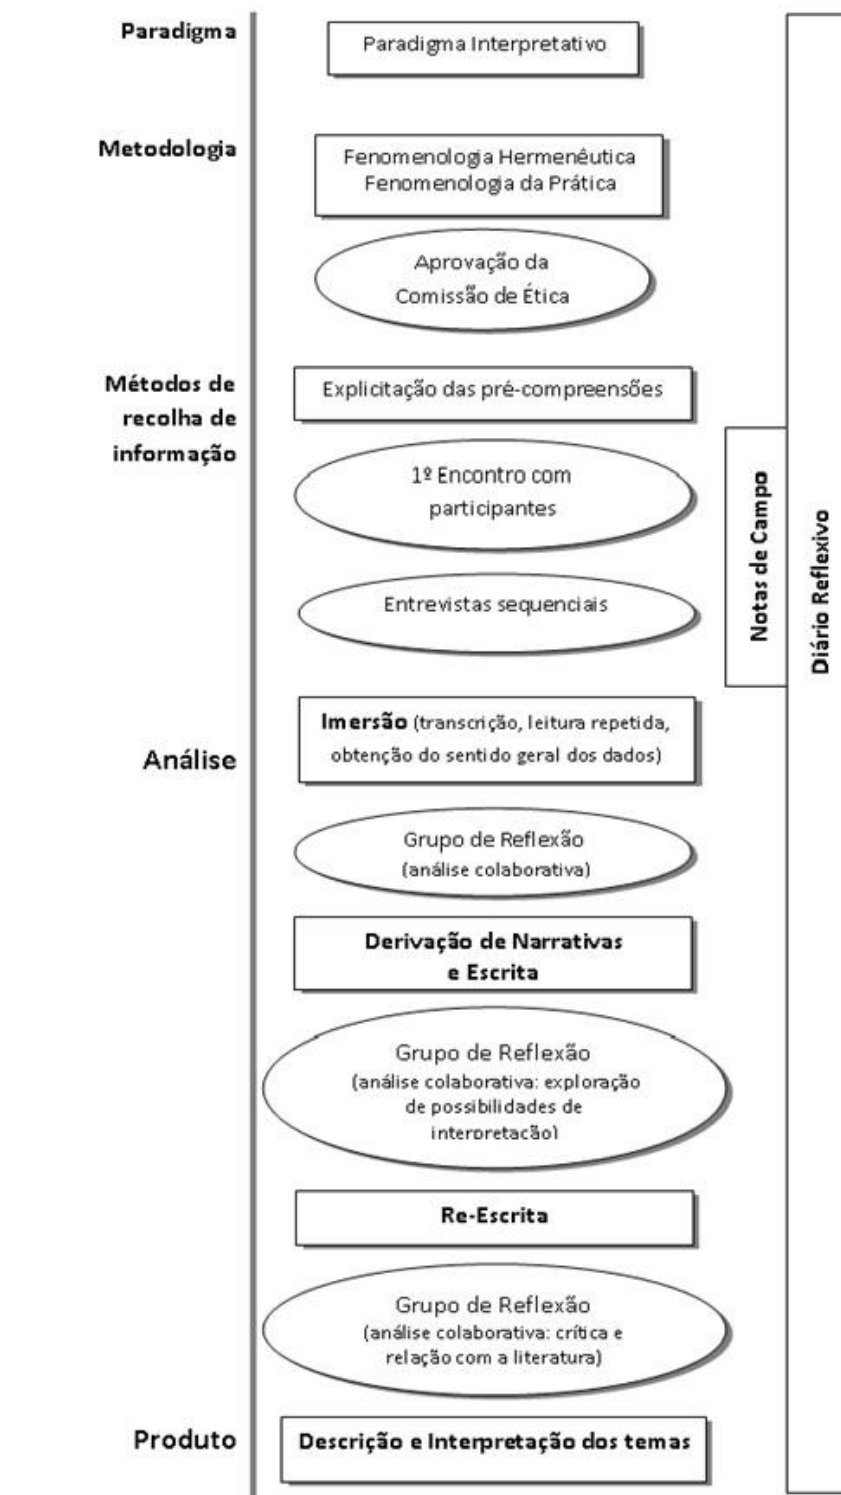 Paradigma
Paradigma Interpretativo
Metodologia
Fenomenologia Hermenêutica
Fenomenologia da Prática
Aprovação da
Comissão de Ética
Métodos de
recolha de
informação
Explicitação das pré-compreensões
1º Encontro com
participantes
Entrevistas sequenciais
Notas de Campo
Diário Reflexivo
Análise
Imersão (transcrição, leitura repetida,
obtenção do sentido geral dos dados)
Grupo de Reflexão
(análise colaborativa)
Derivação de Narrativas
e Escrita
Grupo de Reflexão
(análise colaborativa: exploração
de possibilidades de
interpretação)
Re-Escrita
Grupo de Reflexão
(análise colaborativa: crítica e
relação com a literatura)
Produto
Descrição e Interpretação dos temas